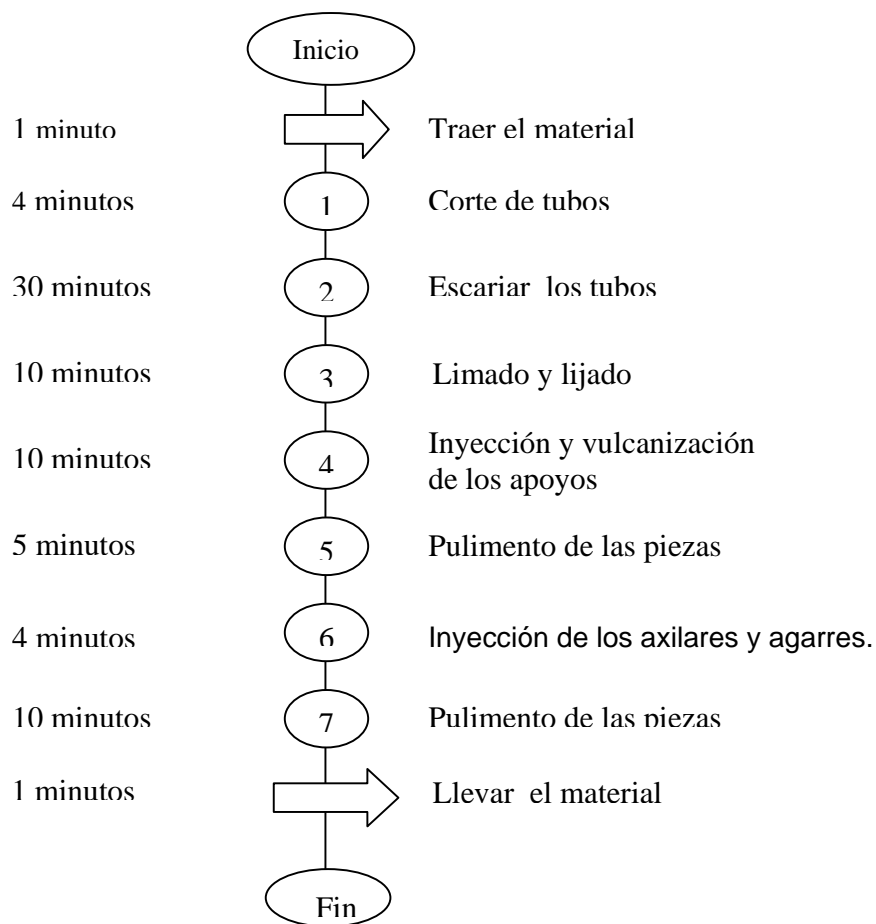 Inicio
1 minuto Traer el material
4 minutos 1 Corte de tubos
30 minutos 2 Escariar los tubos
10 minutos 3 Limado y lijado
10 minutos 4 Inyección y vulcanización
de los apoyos
5 minutos 5 Pulimento de las piezas
4 minutos 6 Inyección de los axilares y agarres.
10 minutos 7 Pulimento de las piezas
1 minutos Llevar el material
Fin